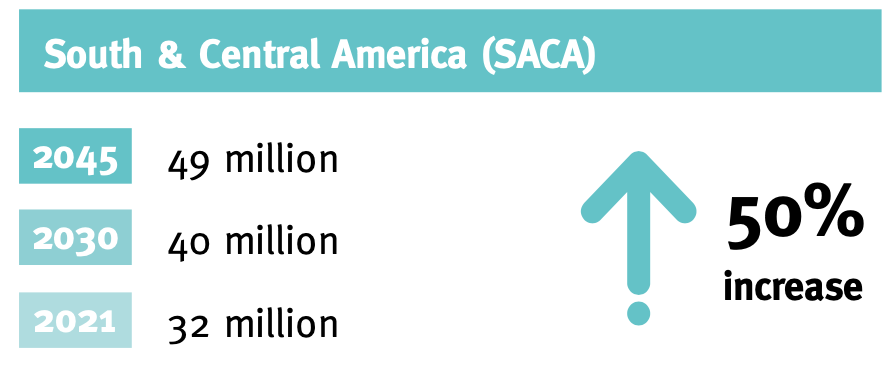 South & Central America (SACA)
2045 49 million
2030 40 million
2021 32 million
50%
increase